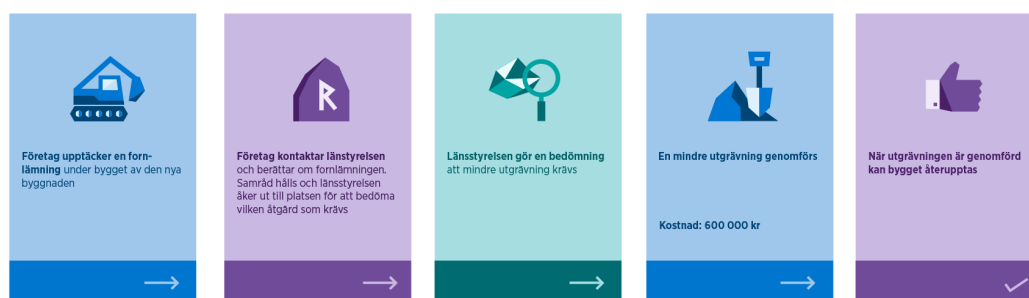 Företag upptäcker en forn-
lämning under bygget av den nya
byggnaden
Företag kontaktar länstyrelsen
och berättar om fornlämningen.
Samråd hålls och länsstyrelsen
åker ut till platsen för att bedöma
vilken åtgärd som krävs
Länsstyrelsen gör en bedömning
att mindre utgrävning krävs
En mindre utgrävning genomförs
Kostnad: 600 000 kr
När utgrävningen är genomförd
kan bygget återupptas